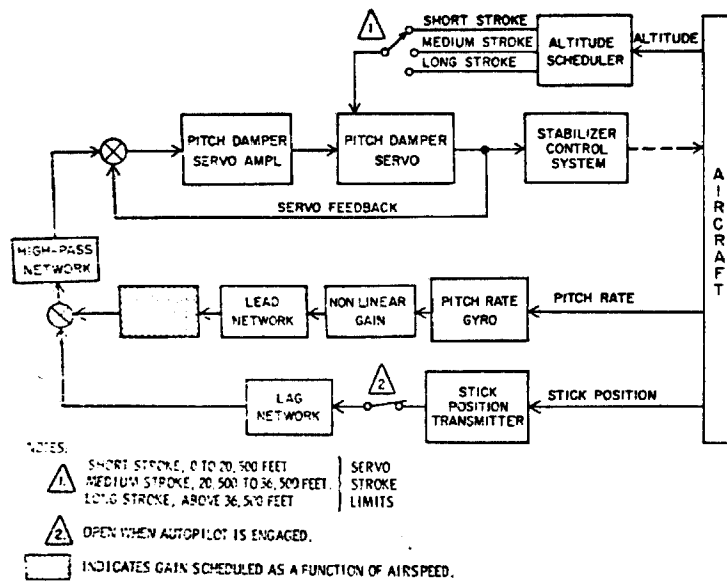 SHORT STROKE
MEDIUM STROKE
LONG STROKE
1
ALTITUDE
SCHEDULER
ALTITUDE
PITCH DAMPER
SERVO AMPL
PITCH DAMPER
SERVO
STABILIZER
CONTROL
SYSTEM
AIRCRAFT
SERVO FEEDBACK
HIGH-PASS
NETWORK
LEAD
NETWORK
NON LINEAR
GAIN
PITCH RATE
GYRO
PITCH RATE
LAG
NETWORK
2
STICK
POSITION
TRANSMITTER
STICK POSITION
NOTES:
1. SHORT STROKE, 0 TO 20,500 FEET
MEDIUM STROKE, 20,500 TO 36,500 FEET.
LONG STROKE, ABOVE 36,500 FEET
SERVO
STROKE
LIMITS
2. OPEN WHEN AUTOPILOT IS ENGAGED.
INDICATES GAIN SCHEDULED AS A FUNCTION OF AIRSPEED.